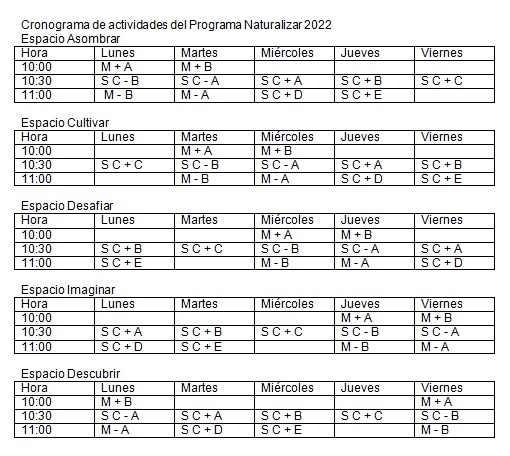 Cronograma de actividades del Programa Naturalizar 2022
Espacio Asombrar
Hora Lunes Martes Miércoles Jueves Viernes
10:00 M + A M + B
10:30 S C - B S C - A S C + A S C + B S C + C
11:00 M - B M - A S C + D S C + E
Espacio Cultivar
Hora Lunes Martes Miércoles Jueves Viernes
10:00 M + A M + B
10:30 S C + C S C - B S C - A S C + A S C + B
11:00 M - B M - A S C + D S C + E
Espacio Desafiar
Hora Lunes Martes Miércoles Jueves Viernes
10:00 M + A M + B
10:30 S C + B S C + C S C - B S C - A S C + A
11:00 S C + E M - B M - A S C + D
Espacio Imaginar
Hora Lunes Martes Miércoles Jueves Viernes
10:00 M + A M + B
10:30 S C + A S C + B S C + C S C - B S C - A
11:00 S C + D S C + E M - B M - A
Espacio Descubrir
Hora Lunes Martes Miércoles Jueves Viernes
10:00 M + B M + A
10:30 S C - A S C + A S C + B S C + C S C - B
11:00 M - A S C + D S C + E M - B